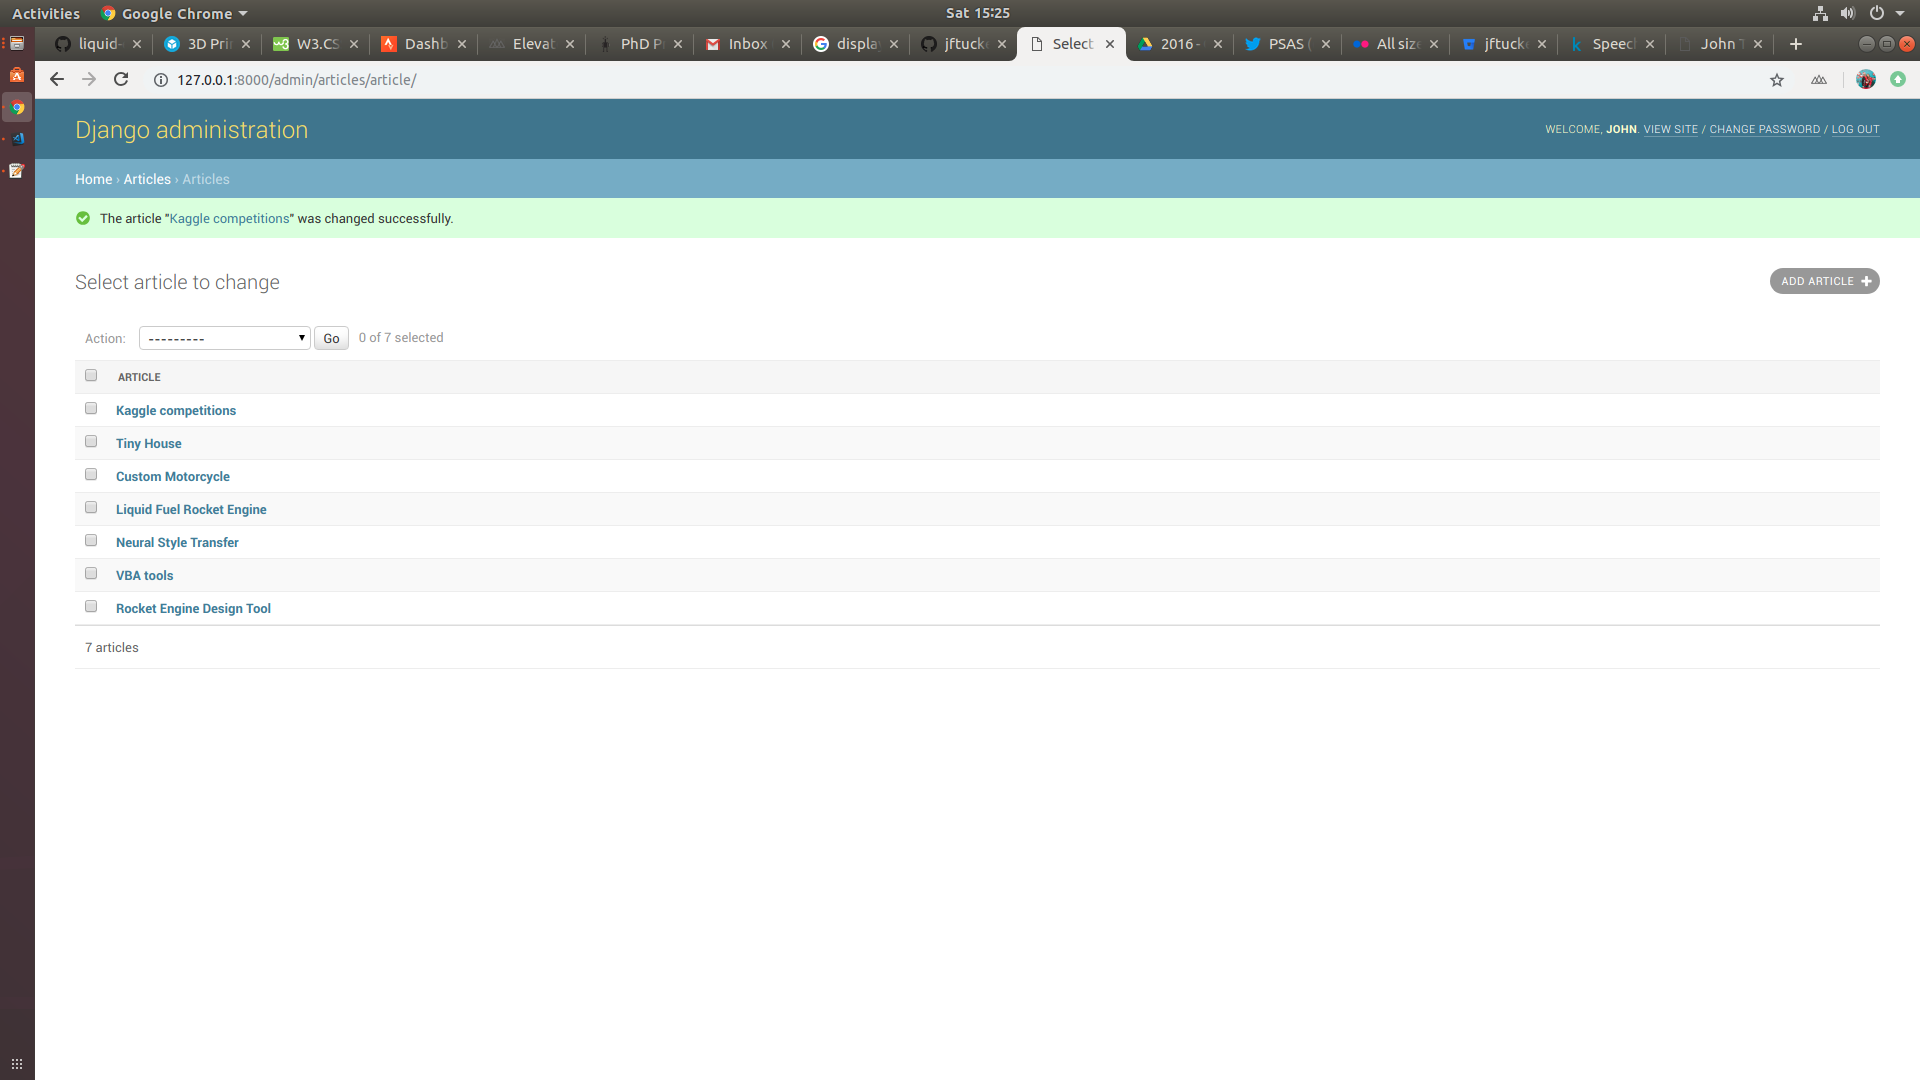 Activities Google Chrome Sat 15:25
liquid- 3D Pri W3.CS Dashb Elevat PhD P Inbox displa jftuck Select 2016 - PSAS ( All size jftuck Speec John T
127.0.0.1:8000/admin/articles/article/
Django administration
WELCOME, JOHN. VIEW SITE / CHANGE PASSWORD / LOG OUT
Home › Articles › Articles
The article "Kaggle competitions" was changed successfully.
Select article to change
ADD ARTICLE +
Action: --------- Go 0 of 7 selected
ARTICLE
Kaggle competitions
Tiny House
Custom Motorcycle
Liquid Fuel Rocket Engine
Neural Style Transfer
VBA tools
Rocket Engine Design Tool
7 articles